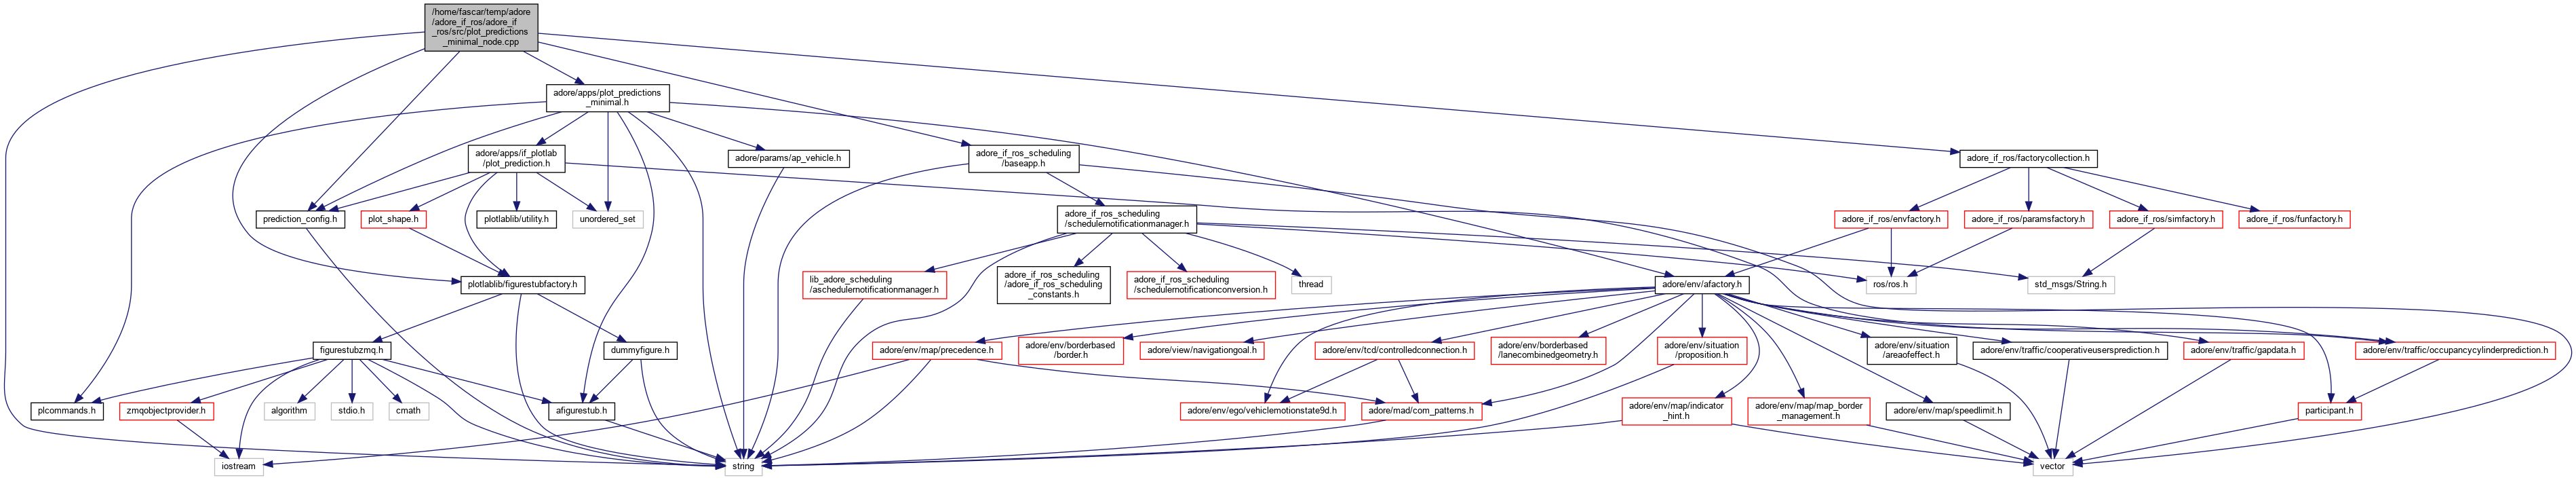 /home/fascar/temp/adore
/adore_if_ros/adore_if
_ros/src/plot_predictions
_minimal_node.cpp
adore/apps/plot_predictions
_minimal.h
adore/apps/if_plotlab
/plot_prediction.h
adore/params/ap_vehicle.h
adore_if_ros_scheduling
/baseapp.h
adore_if_ros/factorycollection.h
prediction_config.h
plot_shape.h
plotlablib/utility.h
unordered_set
adore_if_ros_scheduling
/schedulernotificationmanager.h
adore_if_ros/envfactory.h
adore_if_ros/paramsfactory.h
adore_if_ros/simfactory.h
adore_if_ros/funfactory.h
plotlablib/figurestubfactory.h
lib_adore_scheduling
/aschedulernotificationmanager.h
adore_if_ros_scheduling
/adore_if_ros_scheduling
_constants.h
adore_if_ros_scheduling
/schedulernotificationconversion.h
thread
adore/env/afactory.h
ros/ros.h
std_msgs/String.h
figurestubzmq.h
dummyfigure.h
adore/env/map/precedence.h
adore/env/borderbased
/border.h
adore/view/navigationgoal.h
adore/env/tcd/controlledconnection.h
adore/env/borderbased
/lanecombinedgeometry.h
adore/env/situation
/proposition.h
adore/env/situation
/areaofeffect.h
adore/env/traffic/cooperativeusersprediction.h
adore/env/traffic/gapdata.h
adore/env/traffic/occupancycylinderprediction.h
plcommands.h
zmqobjectprovider.h
algorithm
stdio.h
cmath
afigurestub.h
adore/env/ego/vehiclemotionstate9d.h
adore/mad/com_patterns.h
adore/env/map/indicator
_hint.h
adore/env/map/map_border
_management.h
adore/env/map/speedlimit.h
participant.h
iostream
string
vector